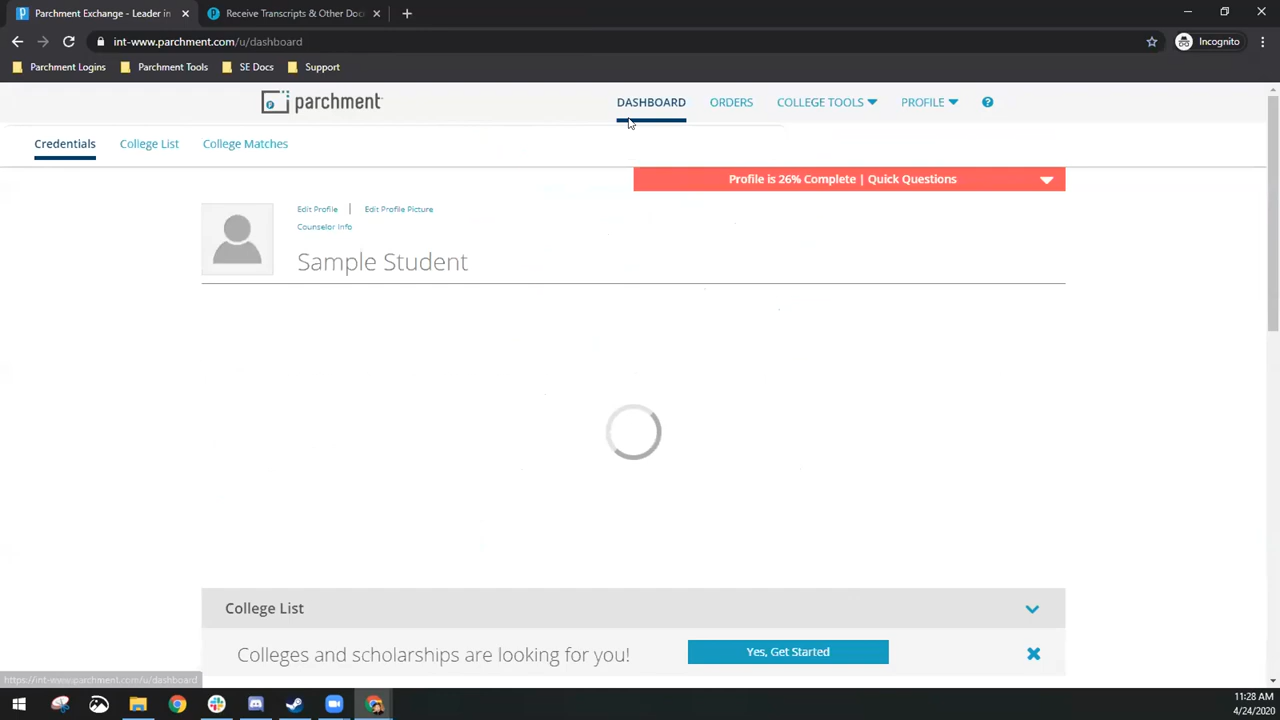 Parchment Exchange - Leader in
Receive Transcripts & Other Doc
int-www.parchment.com/u/dashboard
Incognito
Parchment Logins
Parchment Tools
SE Docs
Support
parchment
DASHBOARD
ORDERS
COLLEGE TOOLS
PROFILE
?
Credentials
College List
College Matches
Profile is 26% Complete | Quick Questions
Edit Profile | Edit Profile Picture
Counselor Info
Sample Student
College List
Colleges and scholarships are looking for you!
Yes, Get Started
https://int-www.parchment.com/u/dashboard
11:28 AM
4/24/2020